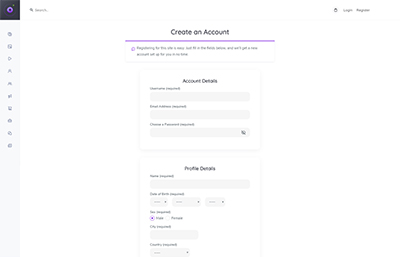 Search..
Login Register
Create an Account
Registering for this site is easy. Just fill in the fields below, and we'll get a new
account set up for you in no time.
Account Details
Username (required)
Email Address (required)
Choose a Password (required)
Profile Details
Name (required)
Date of Birth (required)
Sex (required)
Male Female
City (required)
Country (required)